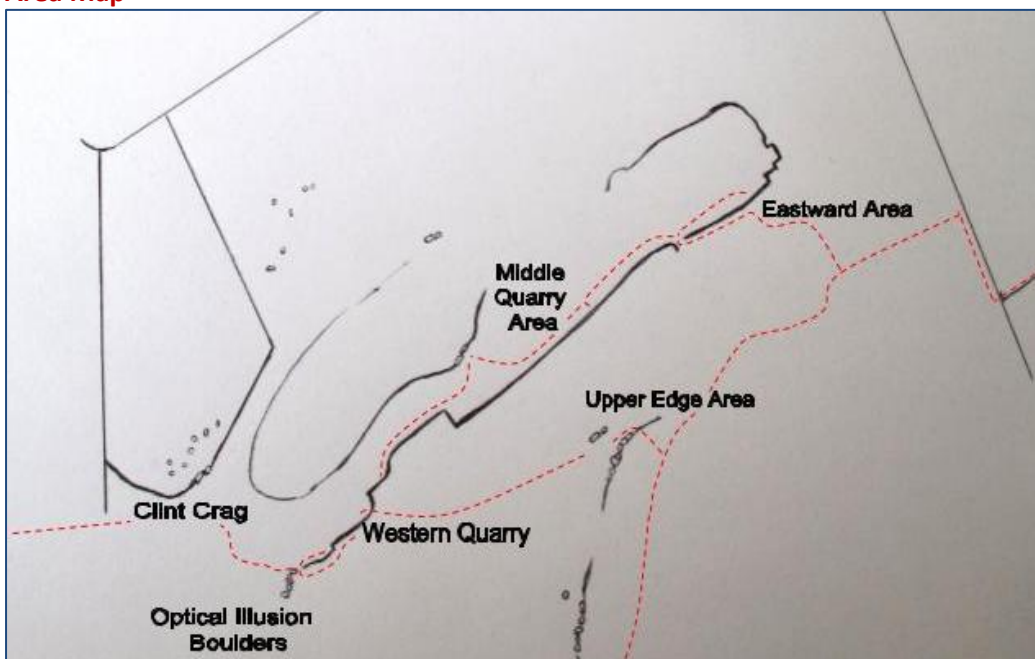 Area Map
Eastward Area
Middle
Quarry
Area
Upper Edge Area
Clint Crag
Western Quarry
Optical Illusion
Boulders